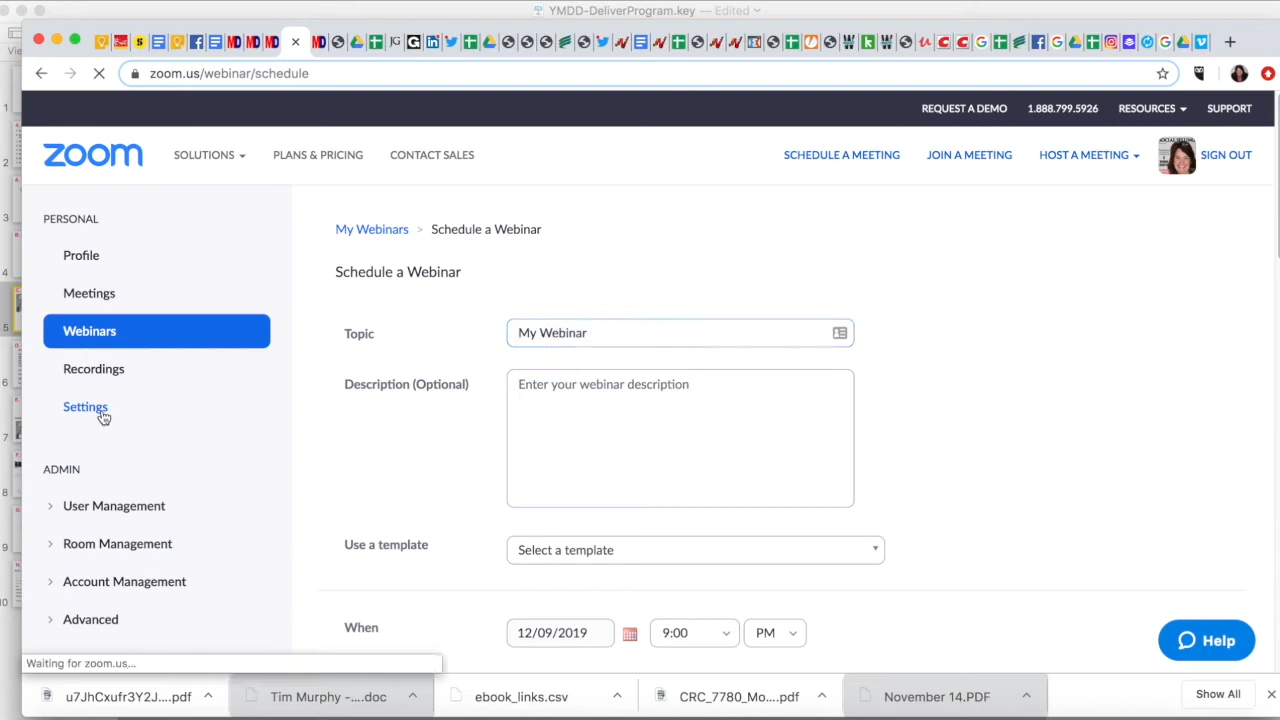 YMDD-DeliverProgram.key — Edited
zoom.us/webinar/schedule
REQUEST A DEMO 1.888.799.5926 RESOURCES SUPPORT
zoom SOLUTIONS PLANS & PRICING CONTACT SALES SCHEDULE A MEETING JOIN A MEETING HOST A MEETING SIGN OUT
PERSONAL
Profile
Meetings
Webinars
Recordings
Settings
ADMIN
User Management
Room Management
Account Management
Advanced
My Webinars > Schedule a Webinar
Schedule a Webinar
Topic My Webinar
Description (Optional) Enter your webinar description
Use a template Select a template
When 12/09/2019 9:00 PM
Help
Waiting for zoom.us...
u7JhCxufr3Y2J....pdf Tim Murphy -....doc ebook_links.csv CRC_7780_Mo....pdf November 14.PDF Show All